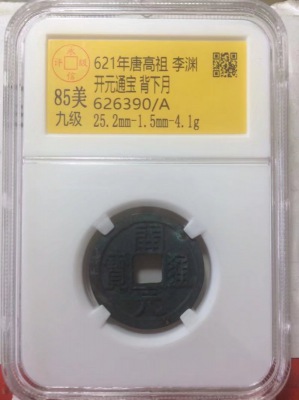 621年唐高祖 李渊
开元通宝 背下月
85美
626390/A
九级
25.2mm-1.5mm-4.1g
開元通寶